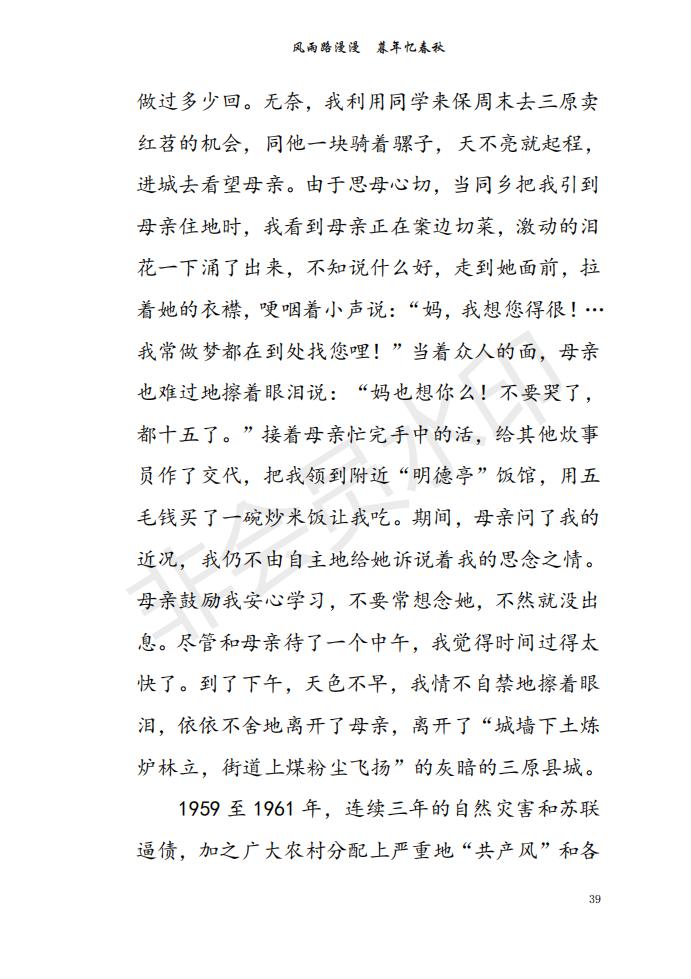 风雨路漫漫　暮年忆春秋
做过多少回。无奈，我利用同学来保周末去三原卖
红苕的机会，同他一块骑着骡子，天不亮就起程，
进城去看望母亲。由于思母心切，当同乡把我引到
母亲住地时，我看到母亲正在案边切菜，激动的泪
花一下涌了出来，不知说什么好，走到她面前，拉
着她的衣襟，哽咽着小声说：“妈，我想您得很！…
我常做梦都在到处找您哩！”当着众人的面，母亲
也难过地擦着眼泪说：“妈也想你么！不要哭了，
都十五了。”接着母亲忙完手中的活，给其他炊事
员作了交代，把我领到附近“明德亭”饭馆，用五
毛钱买了一碗炒米饭让我吃。期间，母亲问了我的
近况，我仍不由自主地给她诉说着我的思念之情。
母亲鼓励我安心学习，不要常想念她，不然就没出
息。尽管和母亲待了一个中午，我觉得时间过得太
快了。到了下午，天色不早，我情不自禁地擦着眼
泪，依依不舍地离开了母亲，离开了“城墙下土炼
炉林立，街道上煤粉尘飞扬”的灰暗的三原县城。
1959 至 1961 年，连续三年的自然灾害和苏联
逼债，加之广大农村分配上严重地“共产风”和各
39
非会员水印